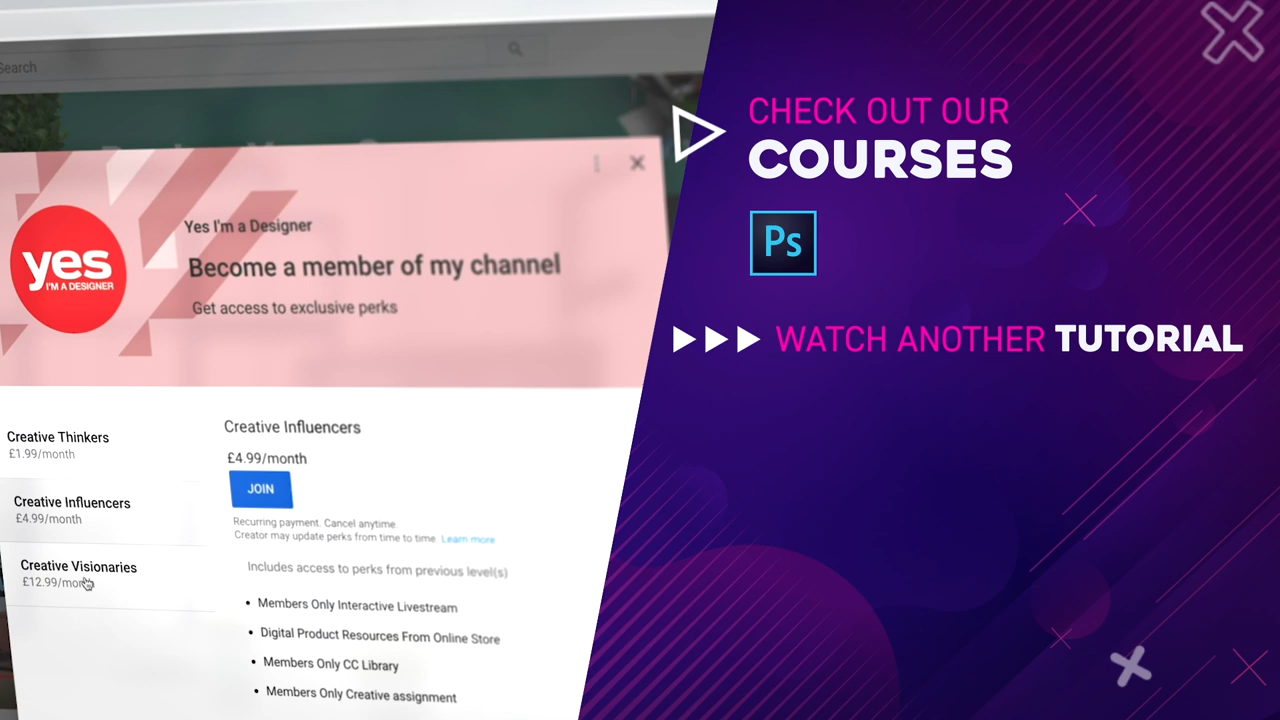 Search
yes
I'M A DESIGNER
Yes I'm a Designer
Become a member of my channel
Get access to exclusive perks
Creative Thinkers
£1.99/month
Creative Influencers
£4.99/month
Creative Visionaries
£12.99/month
Creative Influencers
£4.99/month
JOIN
Recurring payment. Cancel anytime.
Creator may update perks from time to time Learn more
Includes access to perks from previous level(s)
• Members Only Interactive Livestream
• Digital Product Resources From Online Store
• Members Only CC Library
• Members Only Creative assignment
CHECK OUT OUR
COURSES
Ps
WATCH ANOTHER TUTORIAL